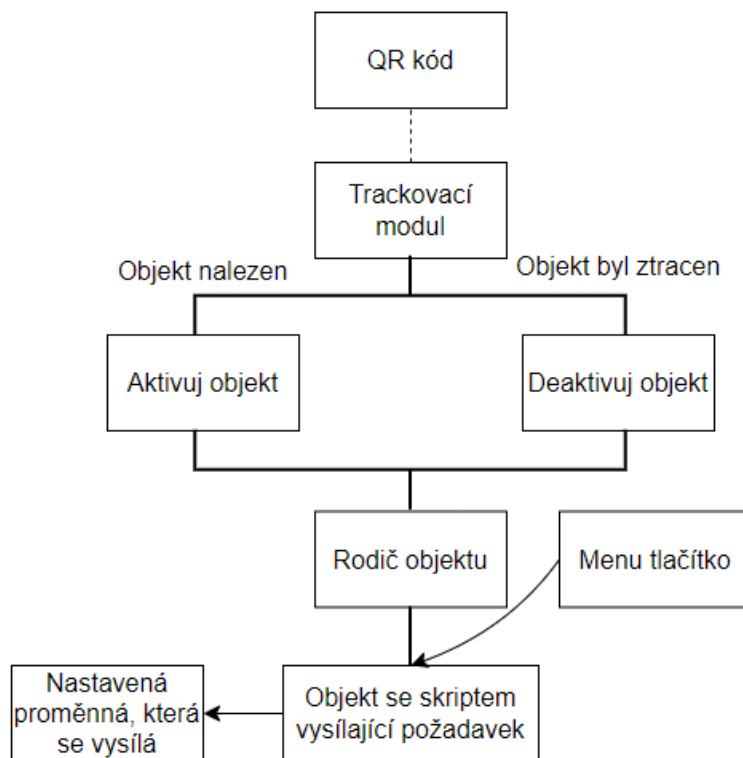 QR kód
Trackovací
modul
Objekt nalezen
Objekt byl ztracen
Aktivuj objekt
Deaktivuj objekt
Rodič objektu
Menu tlačítko
Nastavená
proměnná, která
se vysílá
Objekt se skriptem
vysílající požadavek